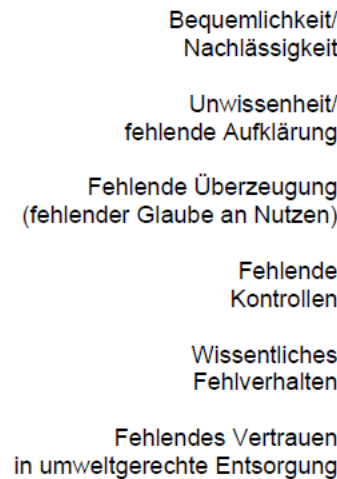 Bequemlichkeit/
Nachlässigkeit
Unwissenheit/
fehlende Aufklärung
Fehlende Überzeugung
(fehlender Glaube an Nutzen)
Fehlende
Kontrollen
Wissentliches
Fehlverhalten
Fehlendes Vertrauen
in umweltgerechte Entsorgung